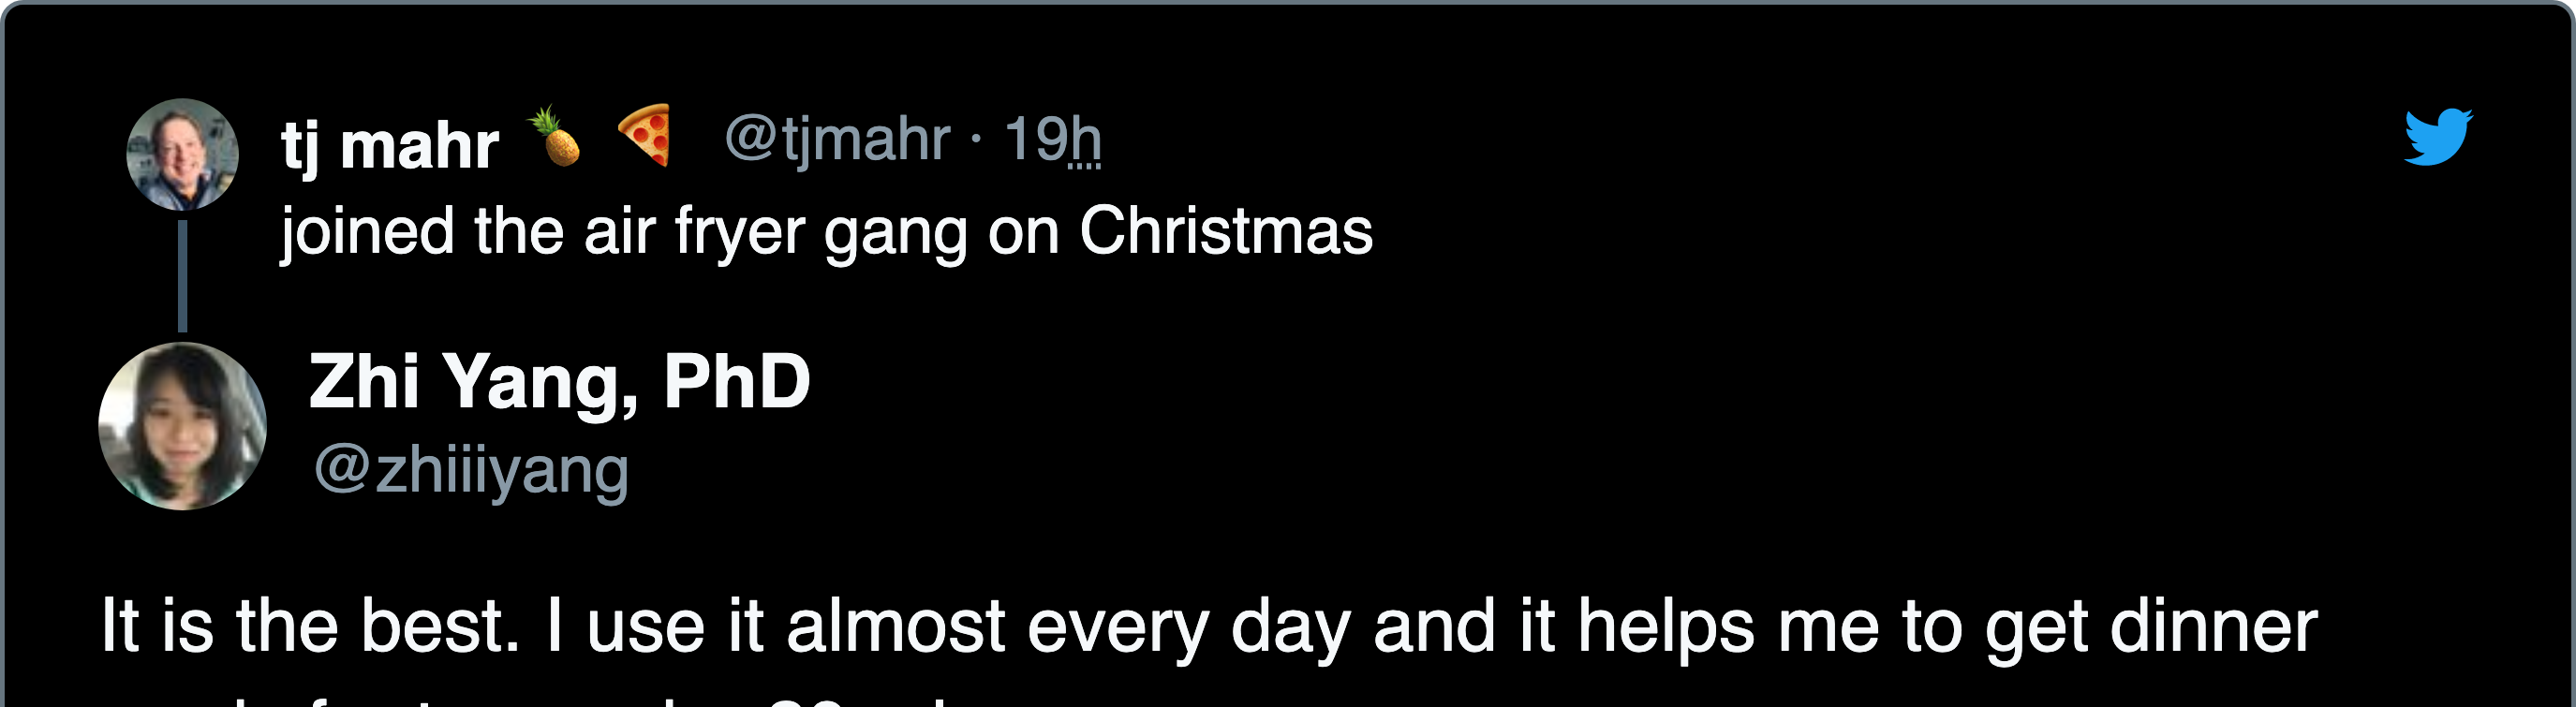 tj mahr 🍍 🍕 @tjmahr · 19h
joined the air fryer gang on Christmas
Zhi Yang, PhD
@zhiiiyang
It is the best. I use it almost every day and it helps me to get dinner